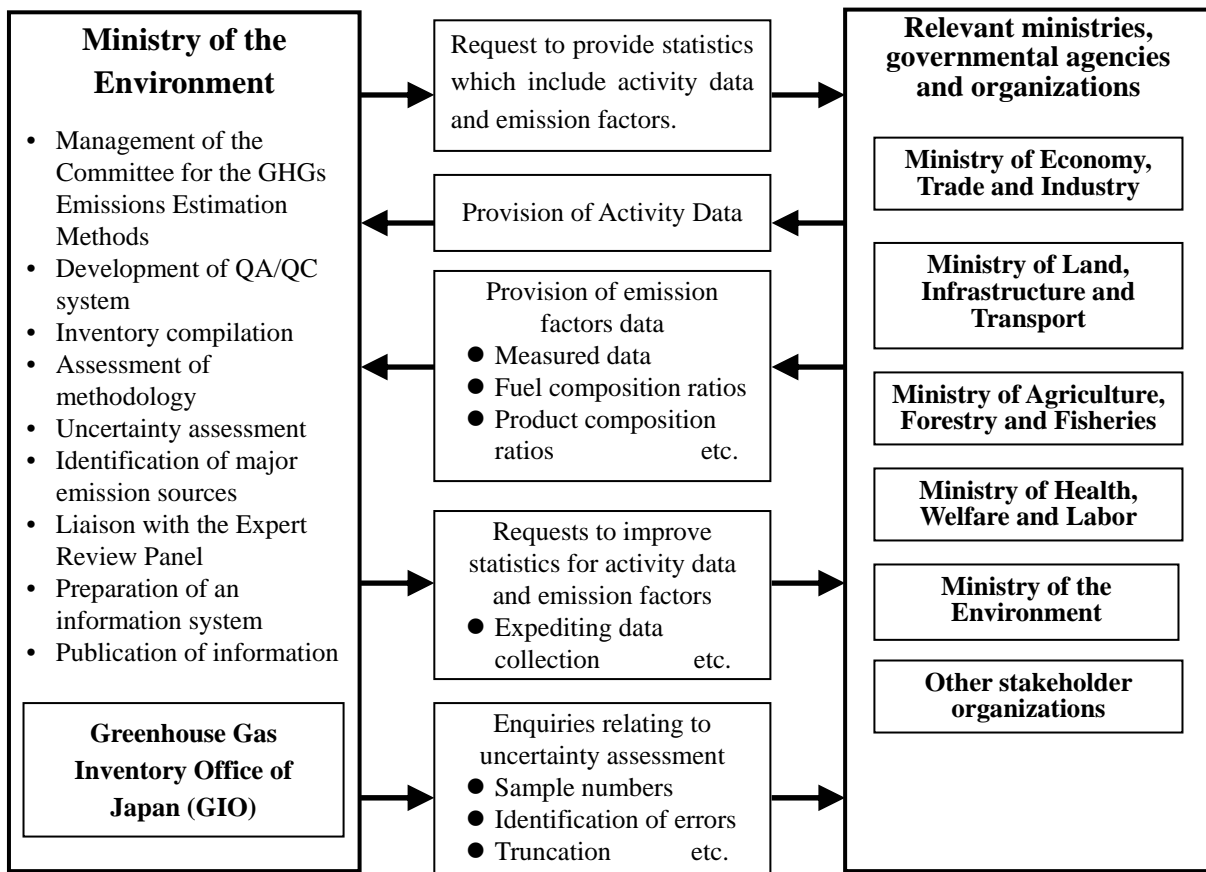 Ministry of the
Environment
• Management of the
Committee for the GHGs
Emissions Estimation
Methods
• Development of QA/QC
system
• Inventory compilation
• Assessment of
methodology
• Uncertainty assessment
• Identification of major
emission sources
• Liaison with the Expert
Review Panel
• Preparation of an
information system
• Publication of information
Greenhouse Gas
Inventory Office of
Japan (GIO)
Request to provide statistics
which include activity data
and emission factors.
Provision of Activity Data
Provision of emission
factors data
● Measured data
● Fuel composition ratios
● Product composition
ratios etc.
Requests to improve
statistics for activity data
and emission factors
● Expediting data
collection etc.
Enquiries relating to
uncertainty assessment
● Sample numbers
● Identification of errors
● Truncation etc.
Relevant ministries,
governmental agencies
and organizations
Ministry of Economy,
Trade and Industry
Ministry of Land,
Infrastructure and
Transport
Ministry of Agriculture,
Forestry and Fisheries
Ministry of Health,
Welfare and Labor
Ministry of the
Environment
Other stakeholder
organizations